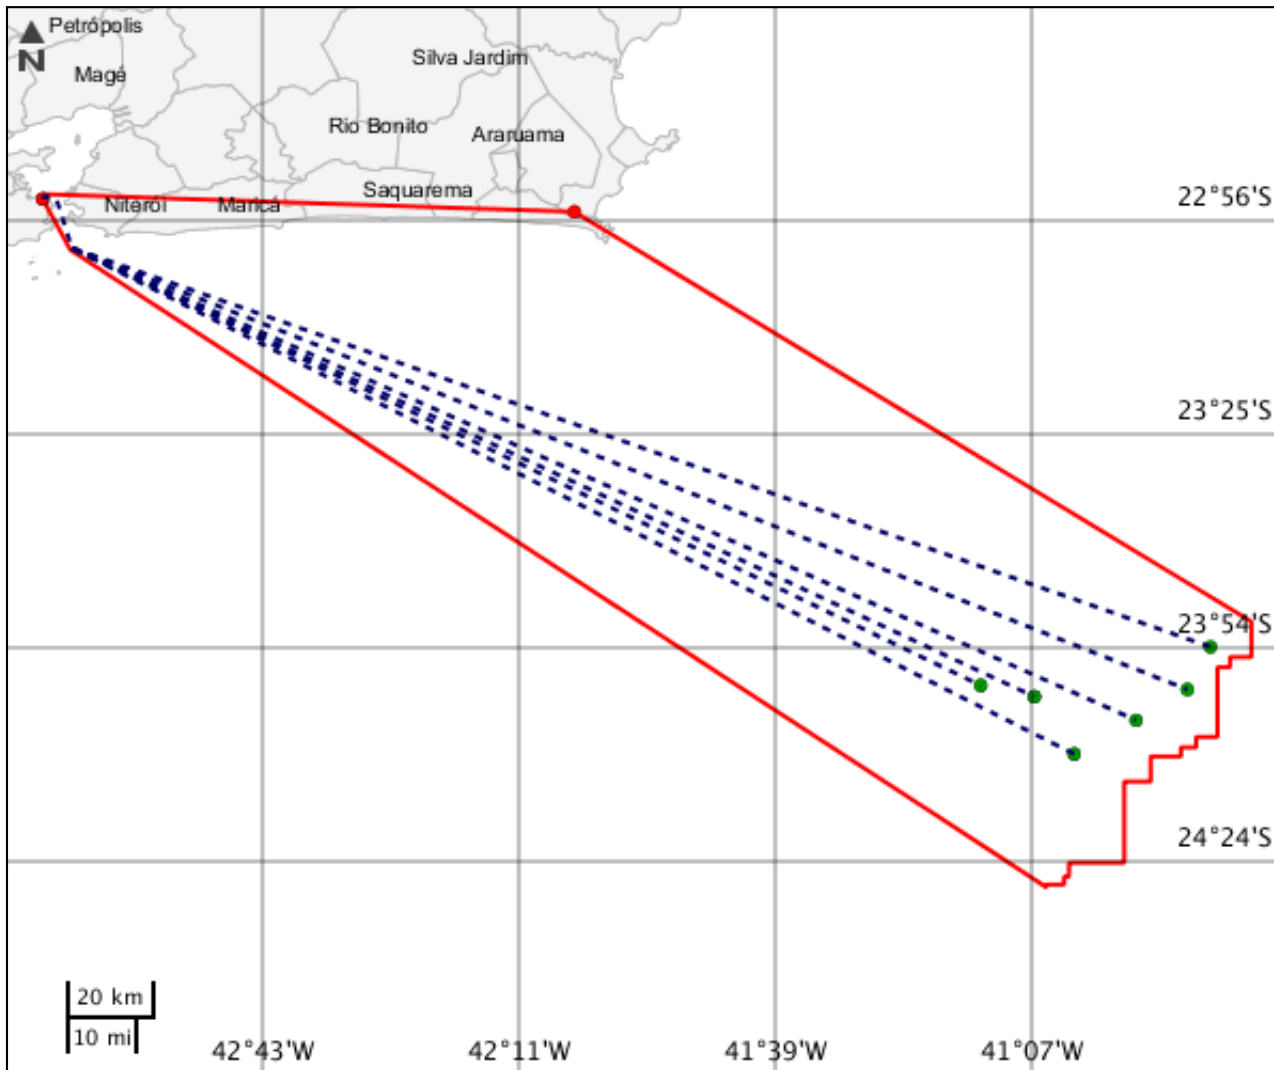 Petrópolis
N
Magé
Silva Jardim
Rio Bonito
Araruama
Saquarema
Niterói
Maricá
22°56'S
23°25'S
23°54'S
24°24'S
20 km
10 mi
42°43'W
42°11'W
41°39'W
41°07'W